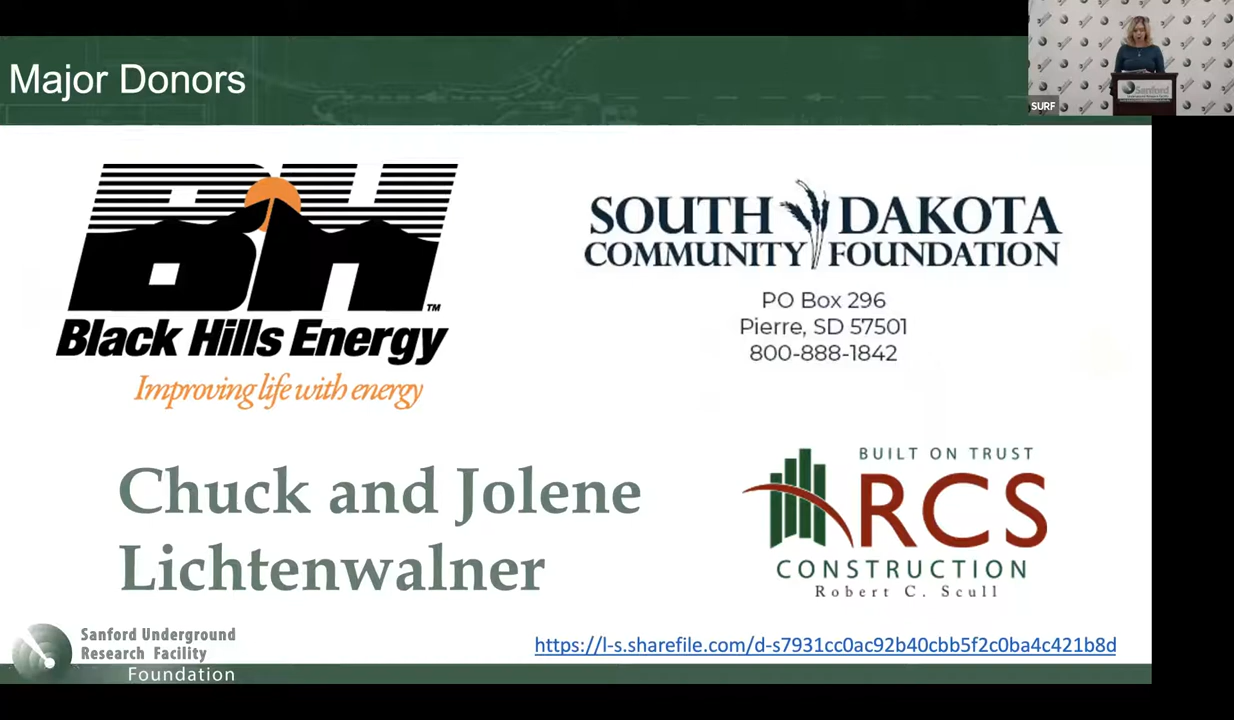 Major Donors
SURF
Sanford
BH
Black Hills Energy
Improving life with energy
SOUTH DAKOTA
COMMUNITY FOUNDATION
PO Box 296
Pierre, SD 57501
800-888-1842
Chuck and Jolene
Lichtenwalner
BUILT ON TRUST
RCS
CONSTRUCTION
Robert C. Scull
Sanford Underground
Research Facility
Foundation
https://l-s.sharefile.com/d-s7931cc0ac92b40cbb5f2c0ba4c421b8d